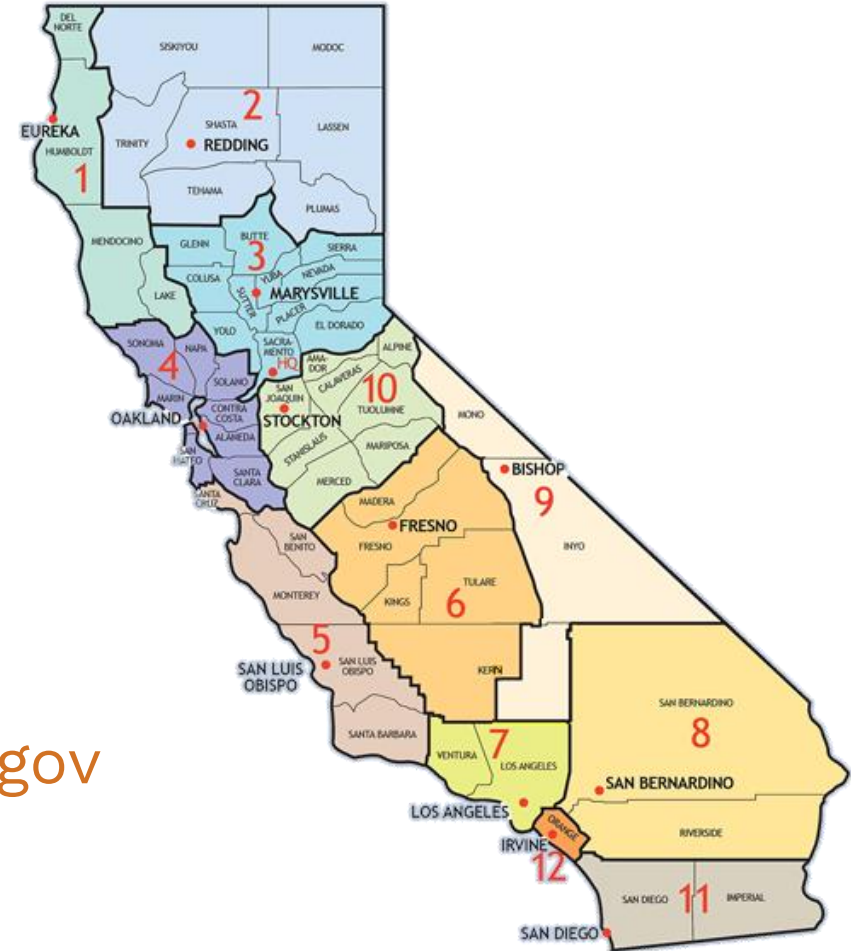 DEL
NORTE
SISKIYOU
MODOC
2
SHASTA
LASSEN
EUREKA
TRINITY
REDDING
HUMBOLDT
1
TEHAMA
PLUMAS
MENDOCINO
GLENN
BUTTE
SIERRA
3
YUBA
NEVADA
COLUSA
LAKE
SUTTER
MARYSVILLE
PLACER
YOLO
EL DORADO
SONOMA
NAPA
SACRA-
MENTO
HQ
AMA-
DOR
ALPINE
4
SOLANO
CALAVERAS
10
MARIN
SAN
JOAQUIN
TUOLUMNE
OAKLAND
CONTRA
COSTA
STOCKTON
MONO
ALAMEDA
STANISLAUS
MARIPOSA
SAN
MATEO
SANTA
CLARA
MERCED
BISHOP
SANTA
CRUZ
MADERA
9
FRESNO
SAN
BENITO
FRESNO
INYO
TULARE
MONTEREY
KINGS
6
5
SAN LUIS
OBISPO
SAN LUIS
OBISPO
KERN
SAN BERNARDINO
SANTA BARBARA
7
8
VENTURA
LOS ANGELES
gov
SAN BERNARDINO
LOS ANGELES
ORANGE
RIVERSIDE
IRVINE
12
SAN DIEGO
11
IMPERIAL
SAN DIEGO